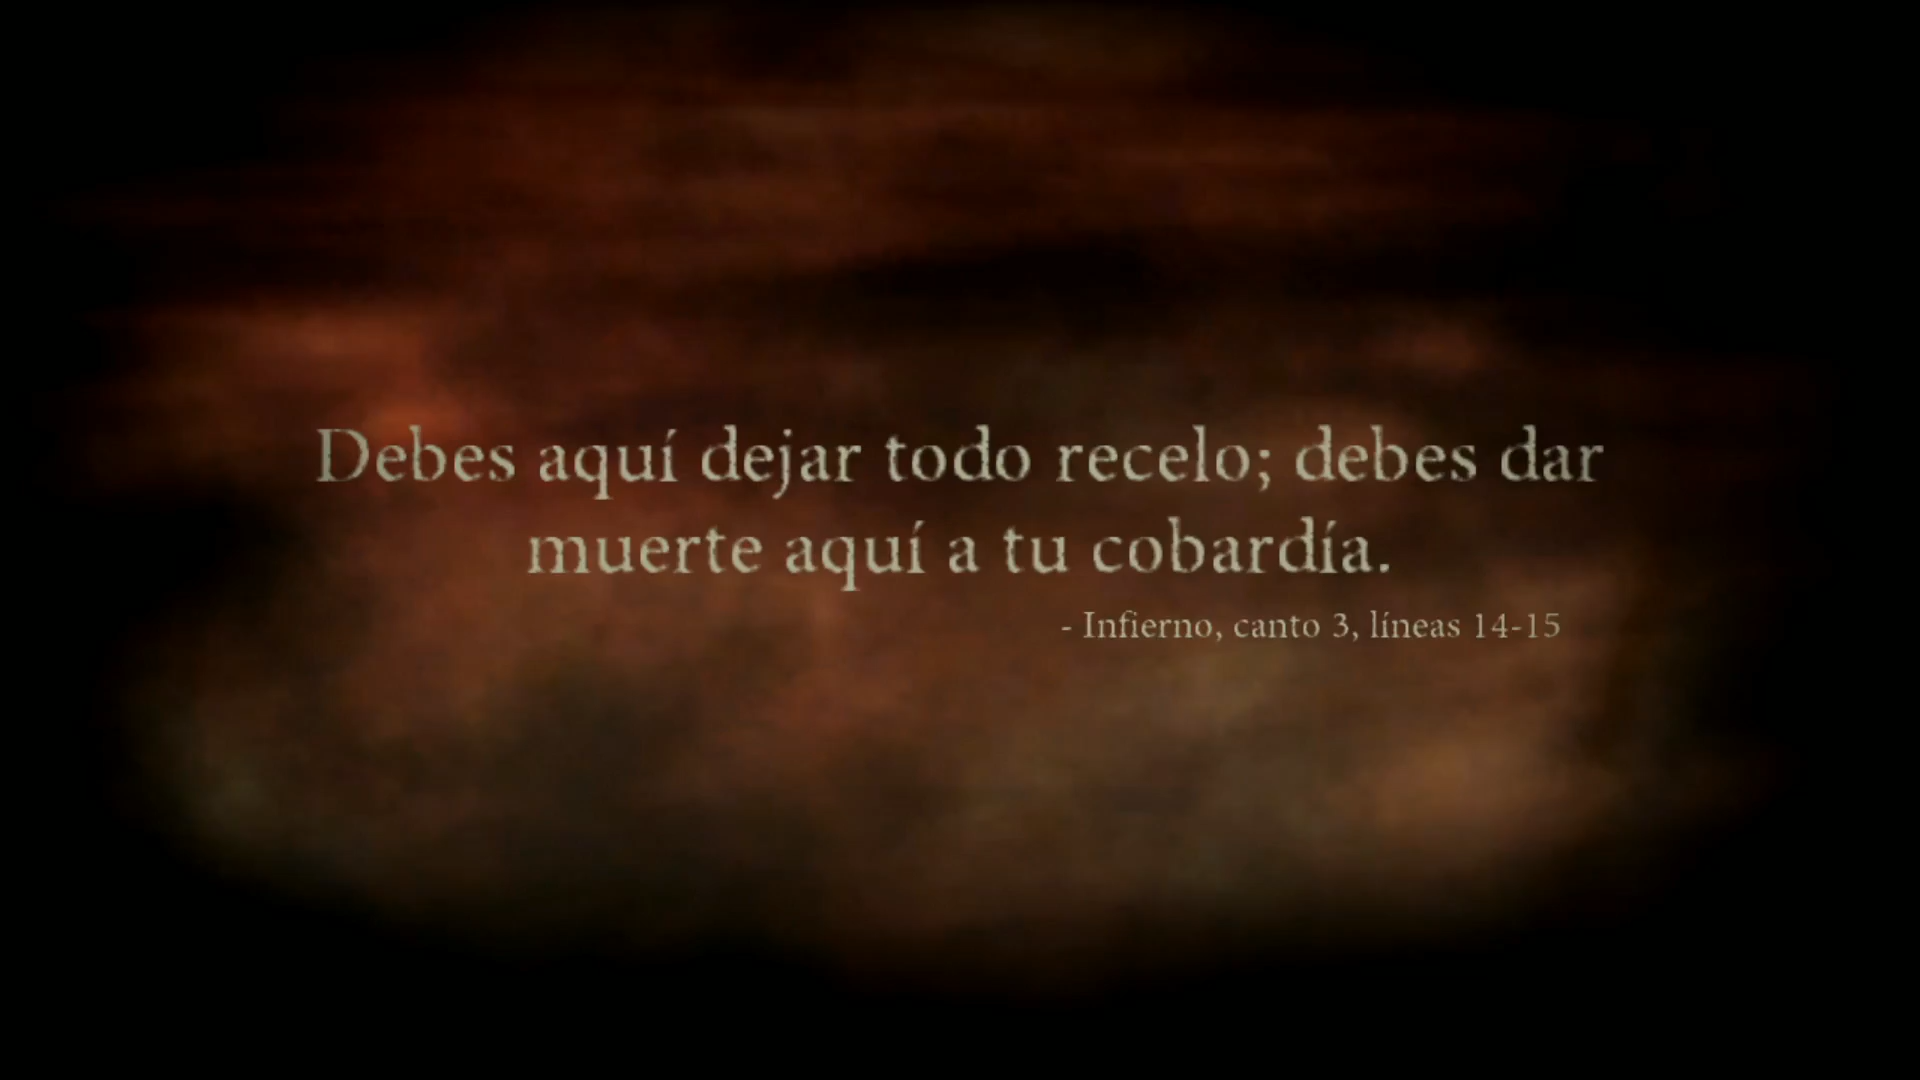 Debes aquí dejar todo recelo; debes dar
muerte aquí a tu cobardía.
- Infierno, canto 3, líneas 14-15